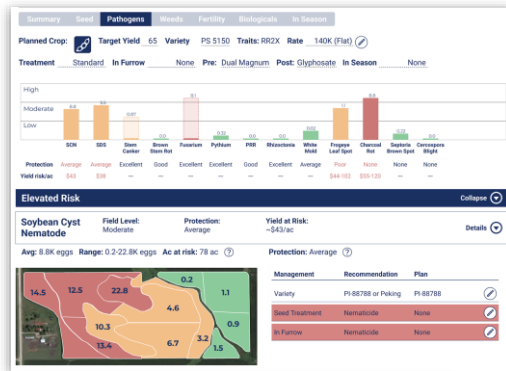 Summary Seed Pathogens Weeds Fertility Biologicals In Season
Planned Crop: Target Yield 65 Variety PS 5150 Traits: RR2X Rate 140K (Flat)
Treatment Standard In Furrow None Pre: Dual Magnum Post: Glyphosate In Season None
High
Moderate
Low
SCN SDS Stem Canker Brown Stem Rot Fusarium Pythium PRR Rhizoctonia White Mold Frogeye Leaf Spot Charcoal Rot Septoria Brown Spot Cercospora Blight
Protection Average Average Excellent Good Excellent Excellent Good Excellent Average Poor None None None
Yield risk/ac $43 $38 — — — — — — — $44-102 $33-120 — —
Elevated Risk Collapse
Soybean Cyst Nematode
Field Level: Moderate
Protection: Average
Yield at Risk: ~$43/ac
Details
Avg: 8.8K eggs Range: 0.2-22.8K eggs Ac at risk: 78 ac ? Protection: Average ?
14.5
12.5
22.8
0.2
1.1
4.6
10.3
0.9
13.4
6.7
3.2
1.5
Management Recommendation Plan
Variety PI-88788 or Peking PI-88788
Seed Treatment Nematicide None
In Furrow Nematicide None